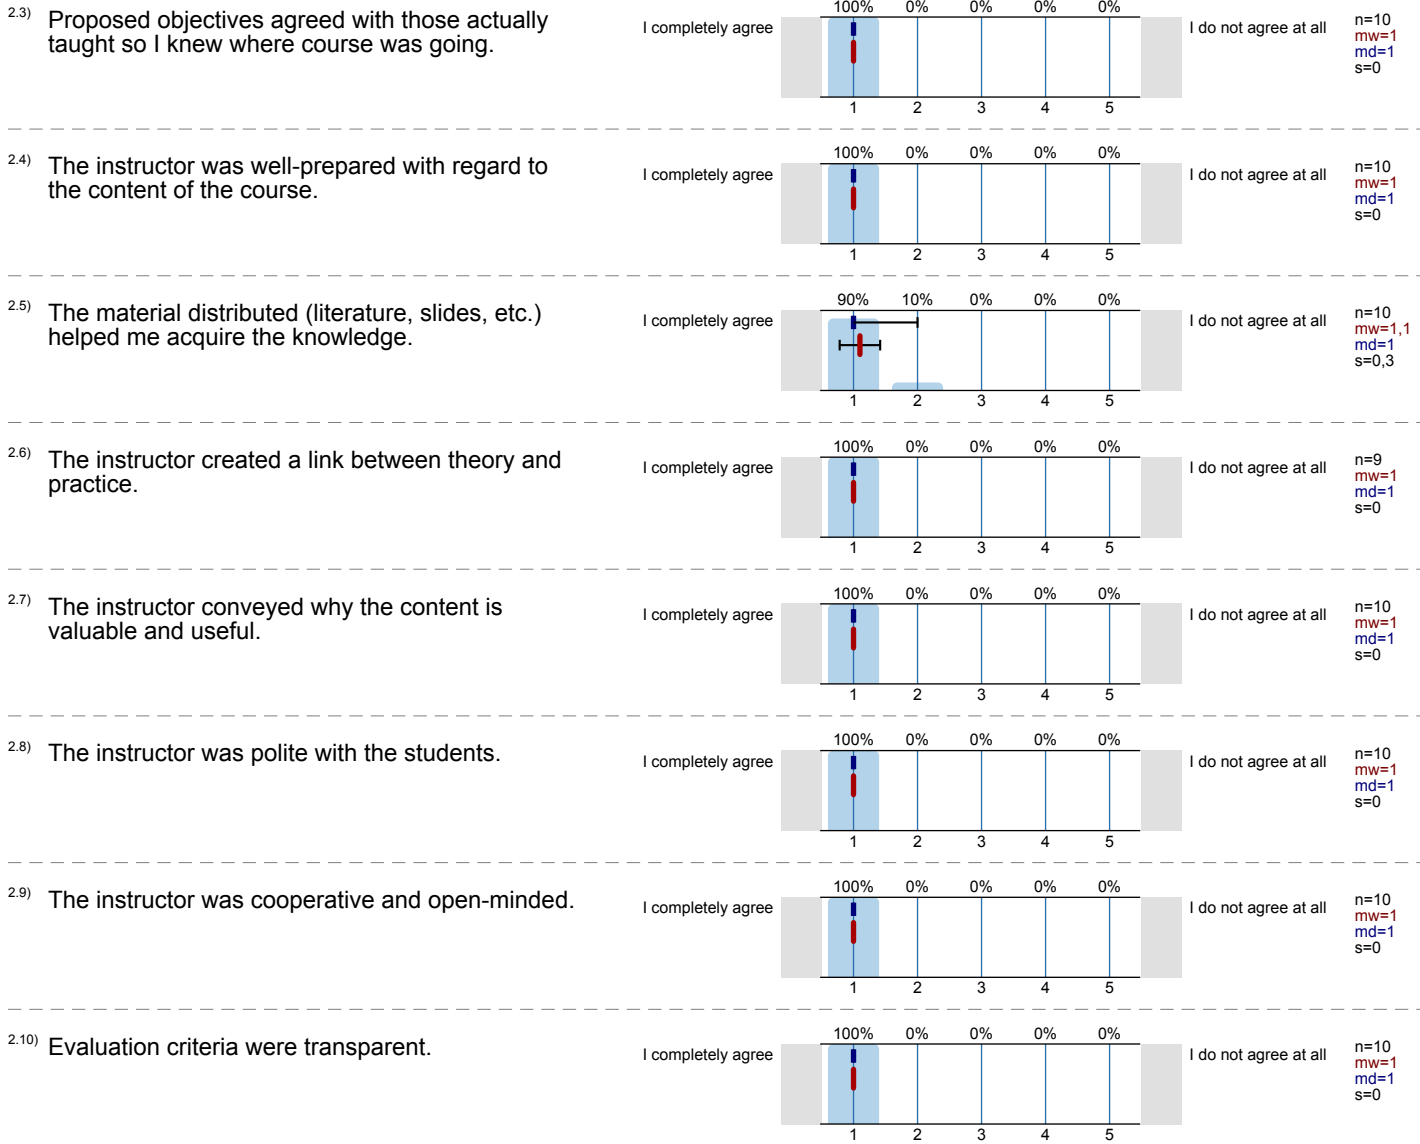 2.3) Proposed objectives agreed with those actually
taught so I knew where course was going.
I completely agree
100% 0% 0% 0% 0%
1 2 3 4 5
I do not agree at all
n=10
mw=1
md=1
s=0
2.4) The instructor was well-prepared with regard to
the content of the course.
I completely agree
100% 0% 0% 0% 0%
1 2 3 4 5
I do not agree at all
n=10
mw=1
md=1
s=0
2.5) The material distributed (literature, slides, etc.)
helped me acquire the knowledge.
I completely agree
90% 10% 0% 0% 0%
1 2 3 4 5
I do not agree at all
n=10
mw=1,1
md=1
s=0,3
2.6) The instructor created a link between theory and
practice.
I completely agree
100% 0% 0% 0% 0%
1 2 3 4 5
I do not agree at all
n=9
mw=1
md=1
s=0
2.7) The instructor conveyed why the content is
valuable and useful.
I completely agree
100% 0% 0% 0% 0%
1 2 3 4 5
I do not agree at all
n=10
mw=1
md=1
s=0
2.8) The instructor was polite with the students.
I completely agree
100% 0% 0% 0% 0%
1 2 3 4 5
I do not agree at all
n=10
mw=1
md=1
s=0
2.9) The instructor was cooperative and open-minded.
I completely agree
100% 0% 0% 0% 0%
1 2 3 4 5
I do not agree at all
n=10
mw=1
md=1
s=0
2.10) Evaluation criteria were transparent.
I completely agree
100% 0% 0% 0% 0%
1 2 3 4 5
I do not agree at all
n=10
mw=1
md=1
s=0